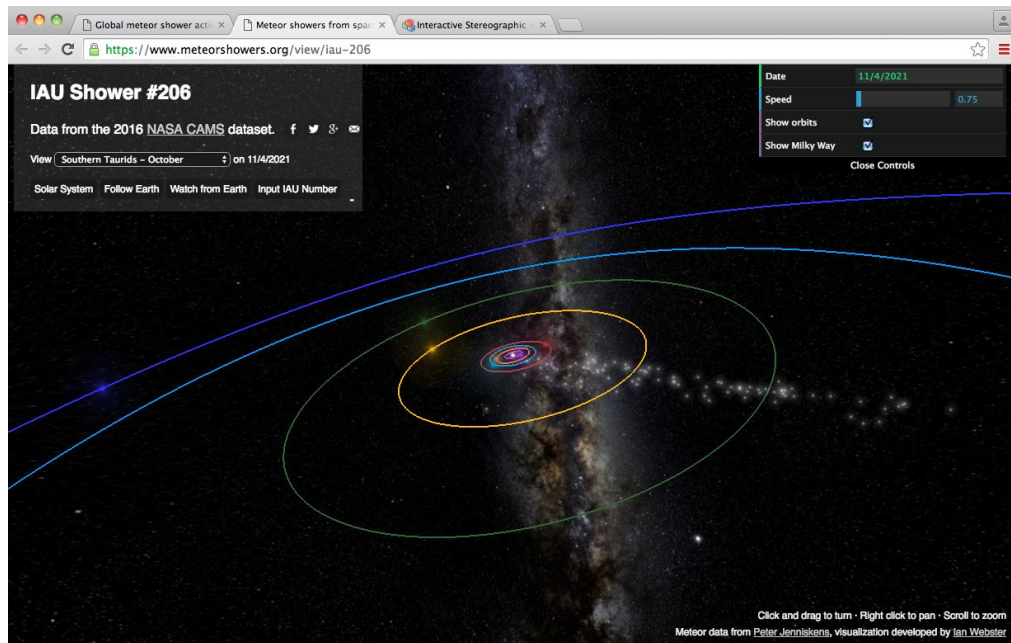 Global meteor shower acti
Meteor showers from spac
Interactive Stereographic -
https://www.meteorshowers.org/view/iau-206
IAU Shower #206
Data from the 2016 NASA CAMS dataset.
View Southern Taurids - October on 11/4/2021
Solar System Follow Earth Watch from Earth Input IAU Number
Date 11/4/2021
Speed 0.75
Show orbits
Show Milky Way
Close Controls
Click and drag to turn · Right click to pan · Scroll to zoom
Meteor data from Peter Jenniskens, visualization developed by Ian Webster